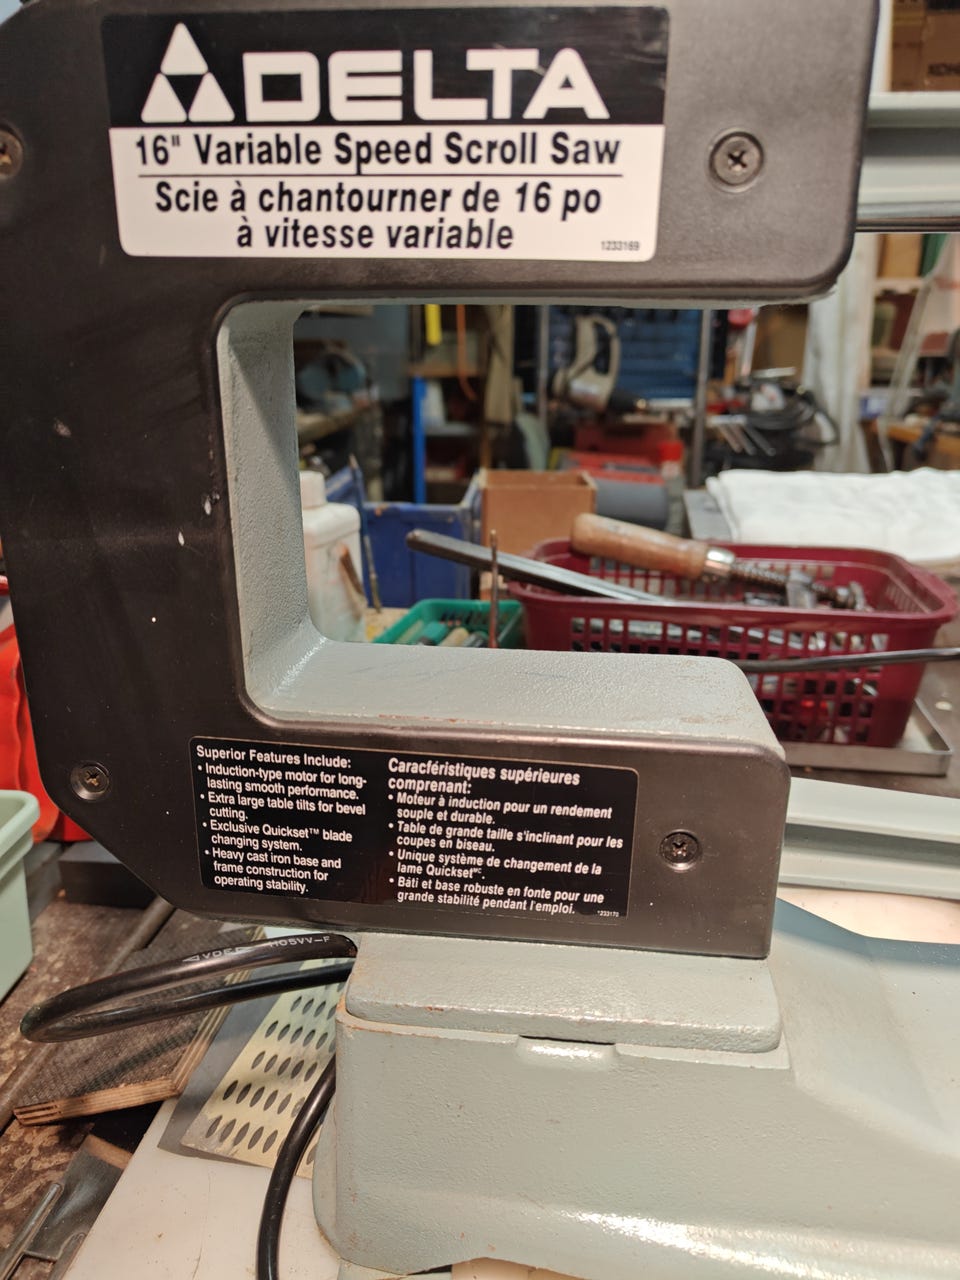 DELTA
16" Variable Speed Scroll Saw
Scie à chantourner de 16 po
à vitesse variable
1233169
Superior Features Include:
• Induction-type motor for long-
lasting smooth performance.
• Extra large table tilts for bevel
cutting.
• Exclusive Quickset™ blade
changing system.
• Heavy cast iron base and
frame construction for
operating stability.
Caracféristiques supérieures
comprenant:
• Moteur à induction pour un rendement
souple et durable.
• Table de grande taille s'inclinant pour les
coupes en biseau.
• Unique système de changement de la
lame Quickset
• Bâti et base robuste en fonte pour une
grande stabilité pendant l'emploi.
1233170
H05VV-F